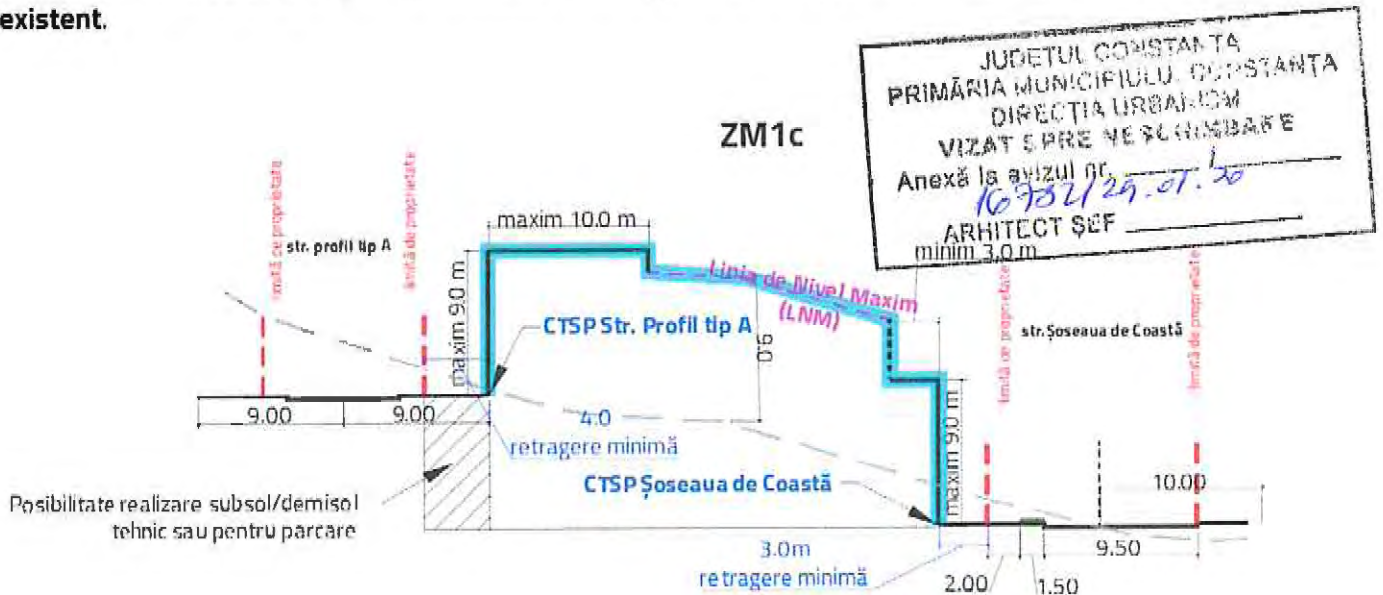 existent.
JUDETUL CONSTANTA
PRIMĂRIA MUNICIPIULUI CONSTANTA
DIRECTIA URBANISM
VIZAT SPRE NESCHIMBARE
Anexă la avizul nr.
ARHITECT ȘEF
ZM1c
limită de proprietate
str. profil tip A
limită de proprietate
maxim 10.0 m
maxim 9.0 m
Linia de Nivel Maxim
(LNM)
minim 3.0 m
limită de proprietate
str. Șoseaua de Coastă
limită de proprietate
CTSP Str. Profil tip A
9.0
9.00
9.00
4.0
retragere minimă
maxim 9.0 m
CTSP Șoseaua de Coastă
10.00
Posibilitate realizare subsol/demisol
tehnic sau pentru parcare
3.0m
retragere minimă
9.50
2.00
1.50